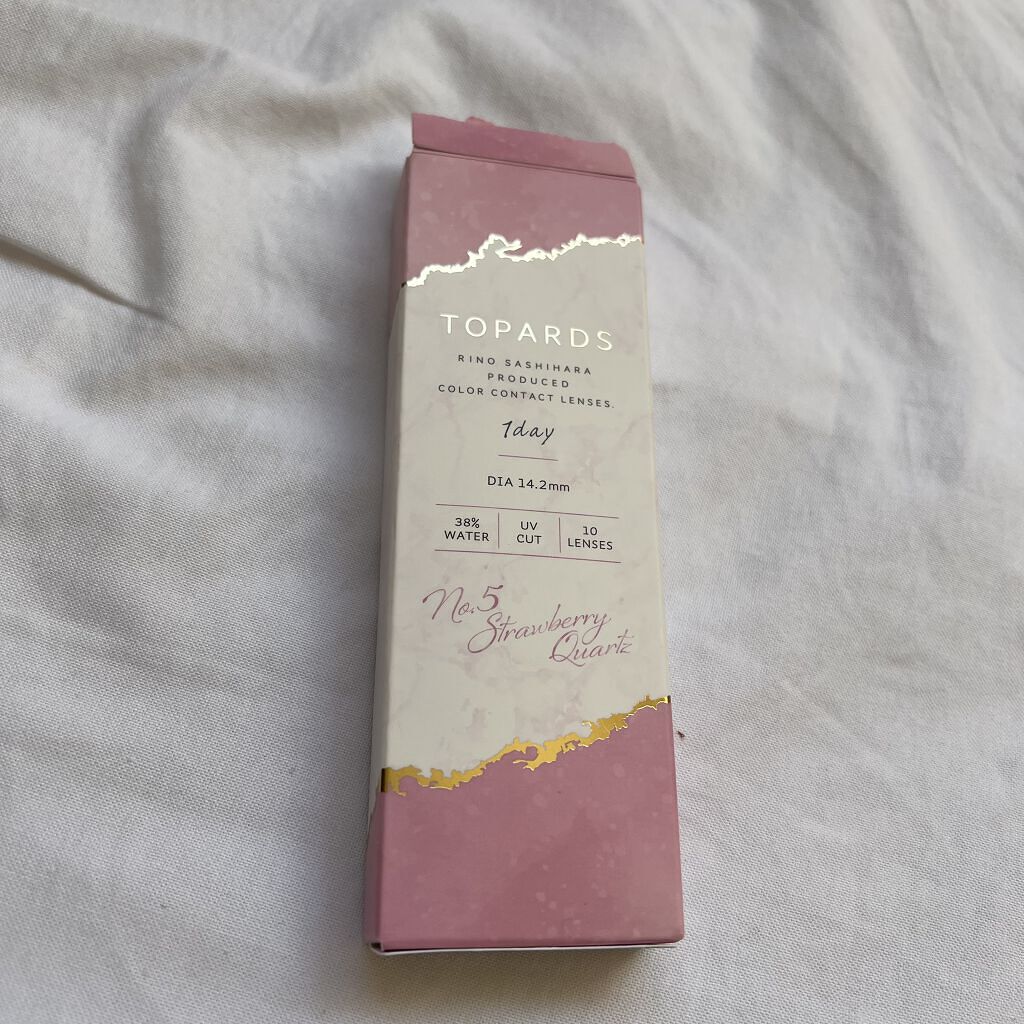 TOPARDS
RINO SASHIHARA
PRODUCED
COLOR CONTACT LENSES.
1day
DIA 14.2mm
38% WATER
UV CUT
10 LENSES
No.5
Strawberry
Quartz